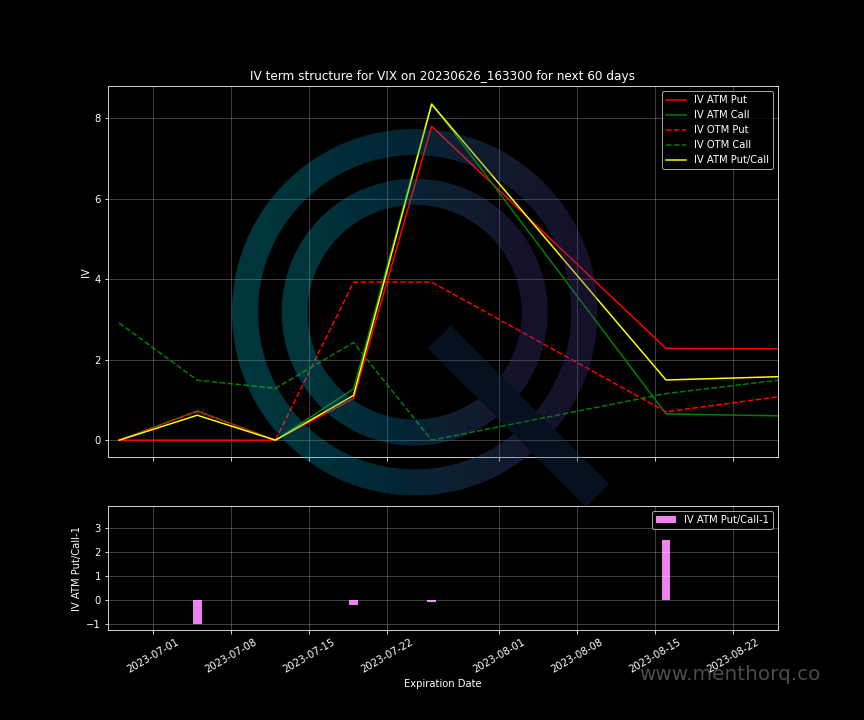 IV term structure for VIX on 20230626_163300 for next 60 days
IV ATM Put
IV ATM Call
IV OTM Put
IV OTM Call
IV ATM Put/Call
8
6
4
2
0
IV
IV ATM Put/Call-1
3
2
1
0
−1
IV ATM Put/Call-1
2023-07-01
2023-07-08
2023-07-15
2023-07-22
2023-08-01
2023-08-08
2023-08-15
2023-08-22
Expiration Date
www.menthorq.co